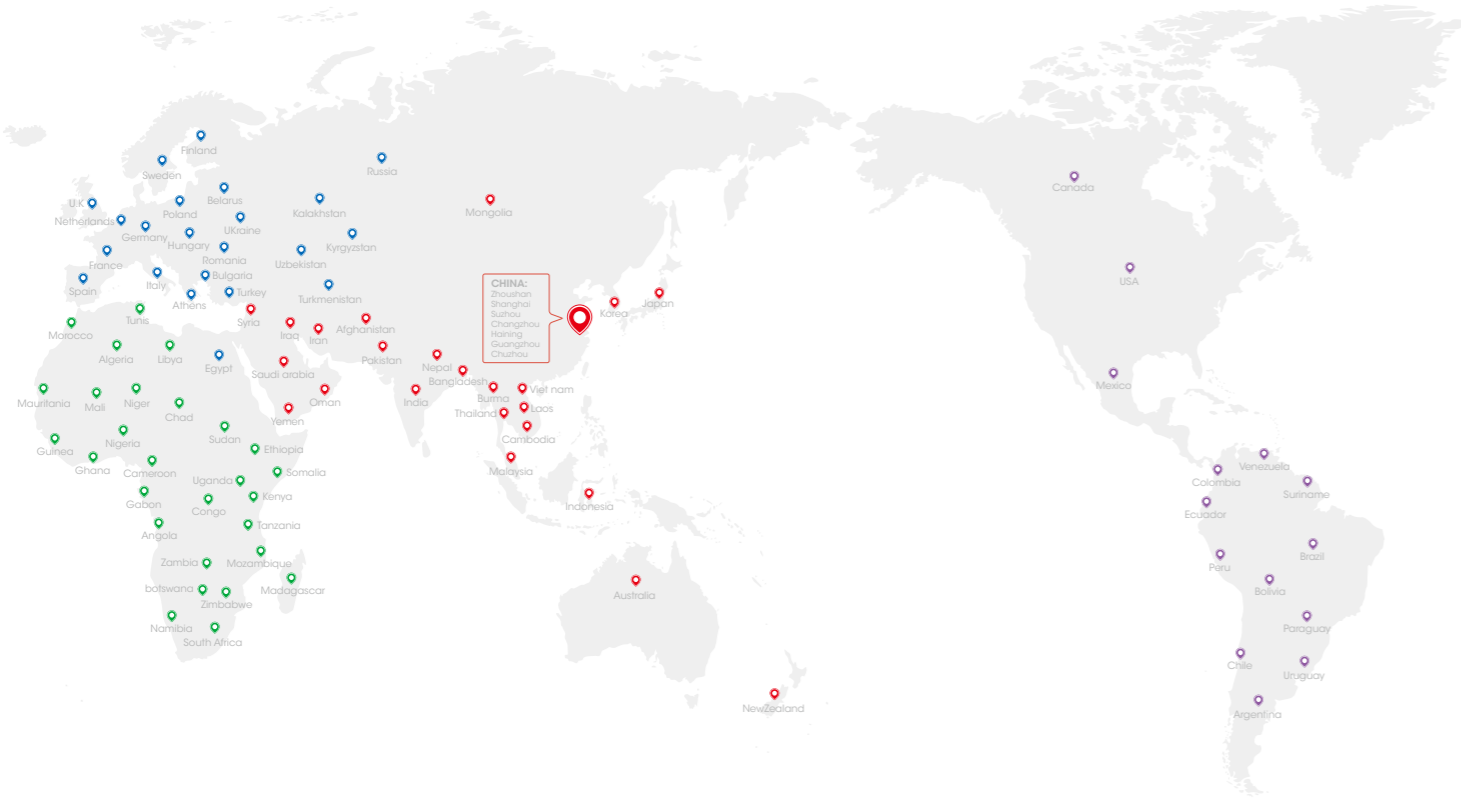 Finland
Sweden
Russia
Canada
U.K
Belarus
Poland
Kalakhstan
Mongolia
Netherlands
Germany
UKraine
Hungary
Kyrgyzstan
Romania
France
Uzbekistan
Bulgaria
USA
Italy
Spain
Turkey
Athens
Turkmenistan
CHINA:
Zhoushan
Shanghai
Suzhou
Changzhou
Haining
Guangzhou
Chuzhou
Japan
Korea
Tunis
Syria
Morocco
Iraq
Iran
Afghanistan
Algeria
Libya
Egypt
Pakistan
Saudi arabia
Nepal
Bangladesh
Mexico
Mauritania
Mali
Niger
Chad
Oman
India
Burma
Viet nam
Laos
Thailand
Yemen
Sudan
Cambodia
Guinea
Nigeria
Ethiopia
Ghana
Cameroan
Somalia
Malaysia
Venezuela
Colombia
Uganda
Suriname
Gabon
Kenya
Congo
Indonesia
Ecuador
Angola
Tanzania
Zambia
Mozambique
Brazil
Peru
botswana
Madagascar
Australia
Bolivia
Zimbabwe
Namibia
South Africa
Paraguay
Chile
Uruguay
NewZealand
Argentina